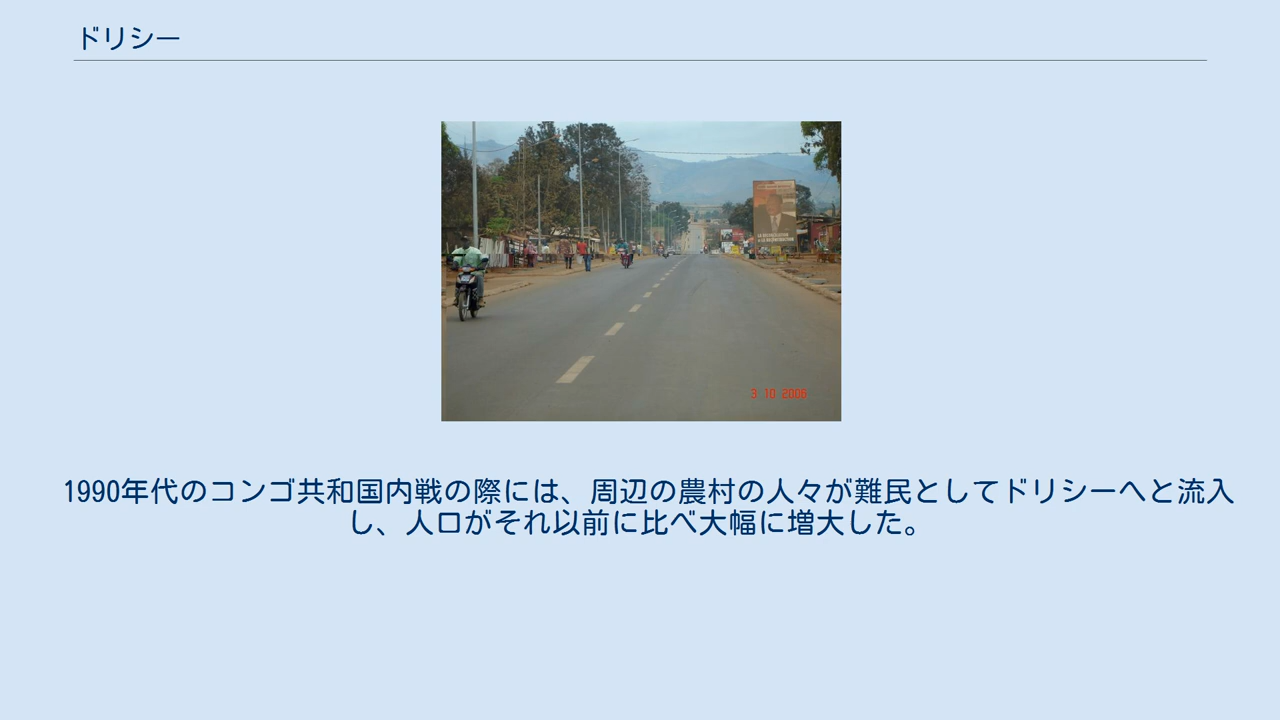 ドリシー
LA RECONCILIATION
3 10 2006
1990年代のコンゴ共和国内戦の際には、周辺の農村の人々が難民としてドリシーへと流入
し、人口がそれ以前に比べ大幅に増大した。